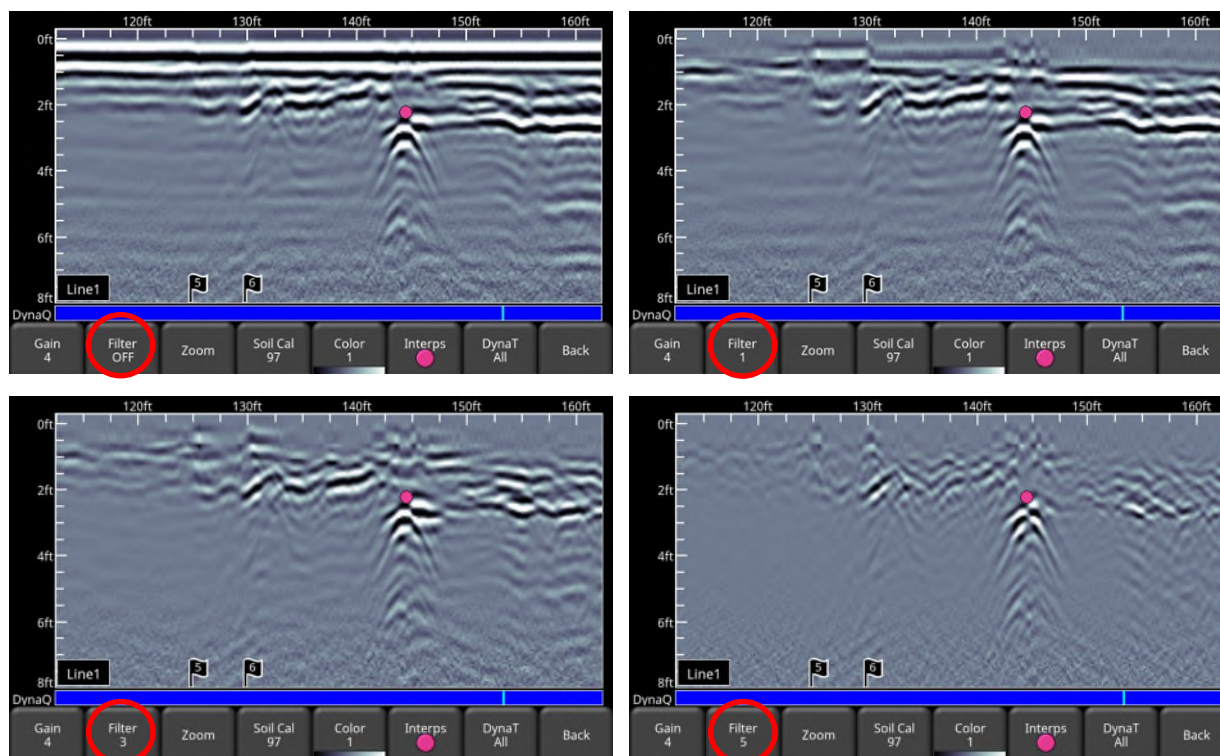 120ft 130ft 140ft 150ft 160ft
0ft
2ft
4ft
6ft
8ft
5 6
Line1
DynaQ
Gain 4 Filter OFF Zoom Soil Cal 97 Color 1 Interps DynaT All Back
120ft 130ft 140ft 150ft 160ft
0ft
2ft
4ft
6ft
8ft
5 6
Line1
DynaQ
Gain 4 Filter 1 Zoom Soil Cal 97 Color 1 Interps DynaT All Back
120ft 130ft 140ft 150ft 160ft
0ft
2ft
4ft
6ft
8ft
5 6
Line1
DynaQ
Gain 4 Filter 3 Zoom Soil Cal 97 Color 1 Interps DynaT All Back
120ft 130ft 140ft 150ft 160ft
0ft
2ft
4ft
6ft
8ft
5 6
Line1
DynaQ
Gain 4 Filter 5 Zoom Soil Cal 97 Color 1 Interps DynaT All Back